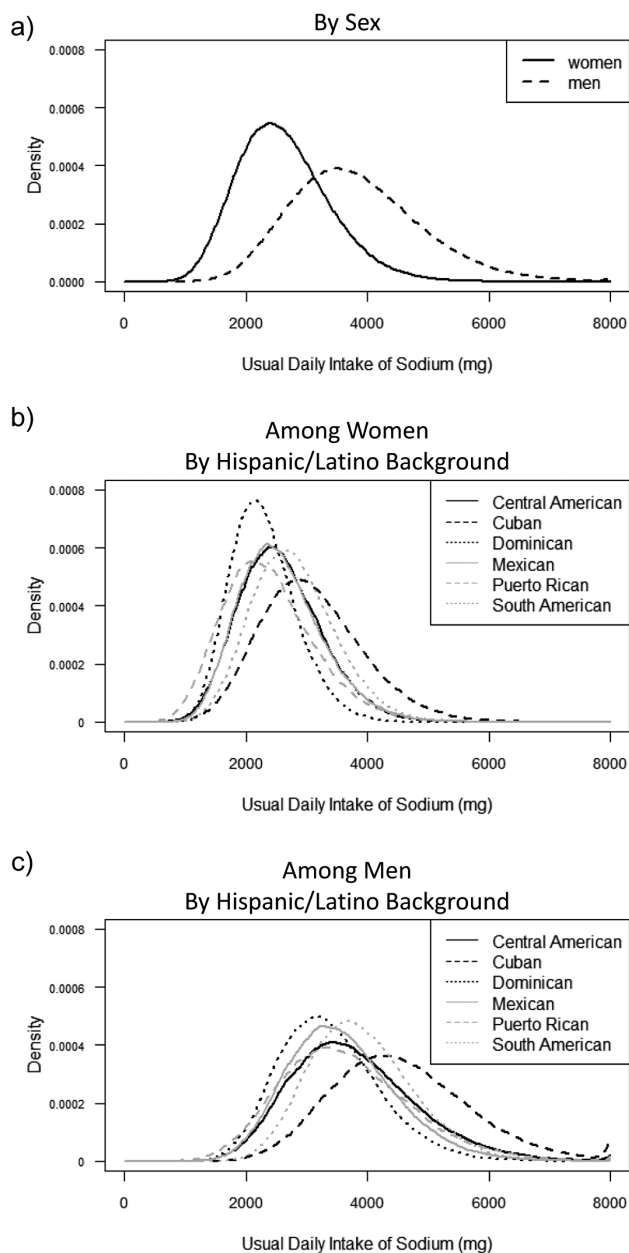 a)
By Sex
women
men
0.0008
0.0006
0.0004
0.0002
0.0000
Density
0
2000
4000
6000
8000
Usual Daily Intake of Sodium (mg)
b)
Among Women
By Hispanic/Latino Background
Central American
Cuban
Dominican
Mexican
Puerto Rican
South American
0.0008
0.0006
0.0004
0.0002
0
Density
0
2000
4000
6000
8000
Usual Daily Intake of Sodium (mg)
c)
Among Men
By Hispanic/Latino Background
Central American
Cuban
Dominican
Mexican
Puerto Rican
South American
0.0008
0.0006
0.0004
0.0002
0
Density
0
2000
4000
6000
8000
Usual Daily Intake of Sodium (mg)